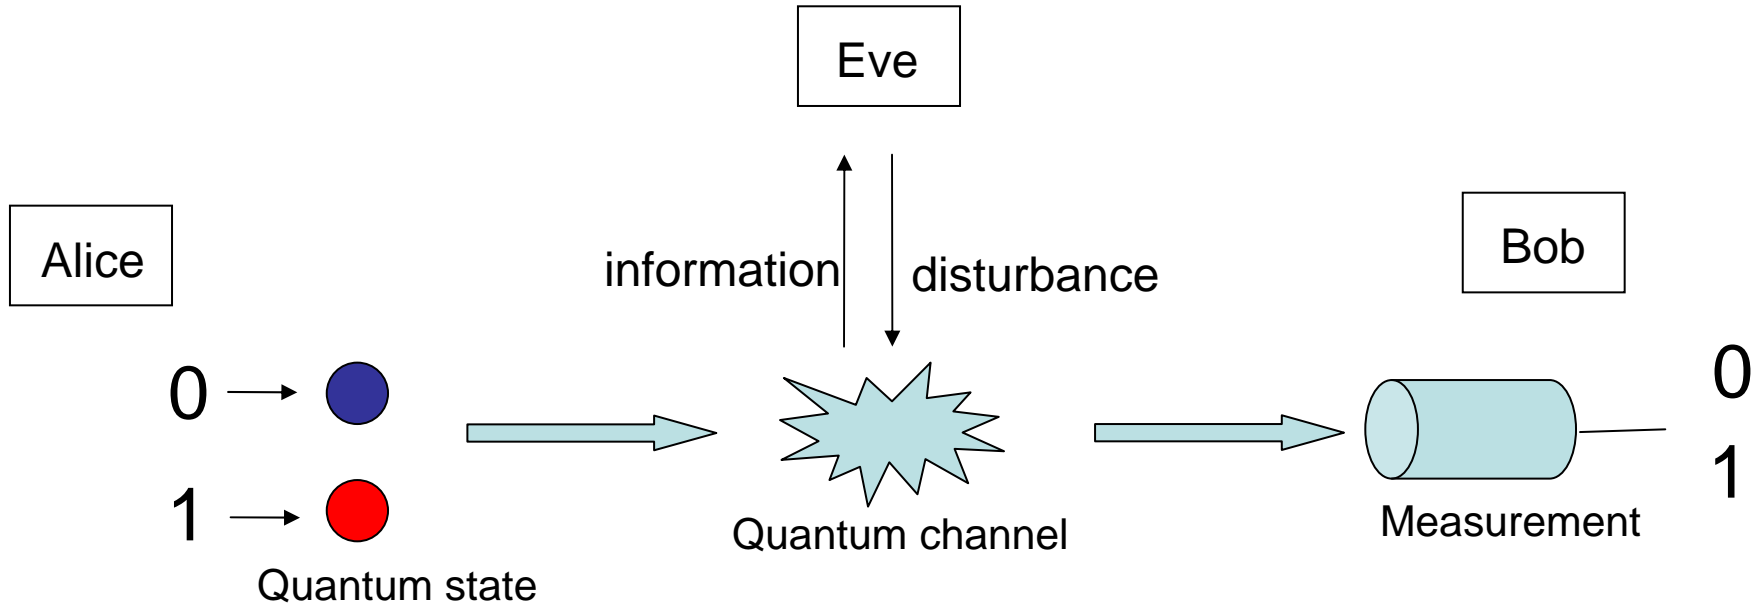 Eve
Alice
information
disturbance
Bob
0
1
Quantum state
Quantum channel
Measurement
0
1